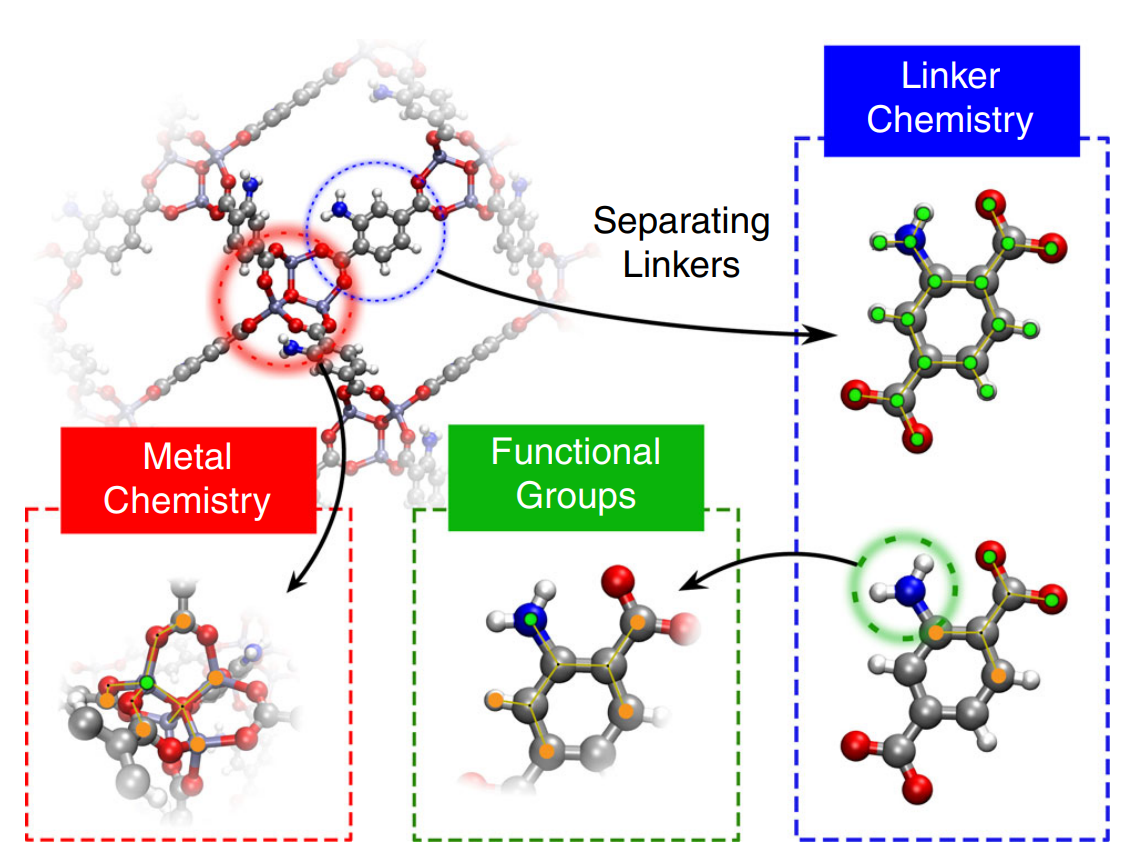 Linker
Chemistry
Separating
Linkers
Metal
Chemistry
Functional
Groups